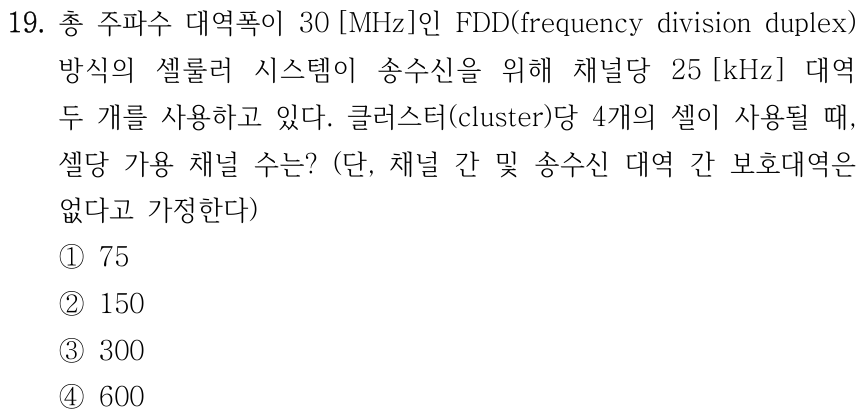 19. 총 주파수 대역폭이 30 [MHz]인 FDD(frequency division duplex)
방식의 셀룰러 시스템이 송수신을 위해 채널당 25 [kHz] 대역
두 개를 사용하고 있다. 클러스터(cluster)당 4개의 셀이 사용될 때,
셀당 가용 채널 수는? (단, 채널 간 및 송수신 대역 간 보호대역은
없다고 가정한다)
① 75
② 150
③ 300
④ 600